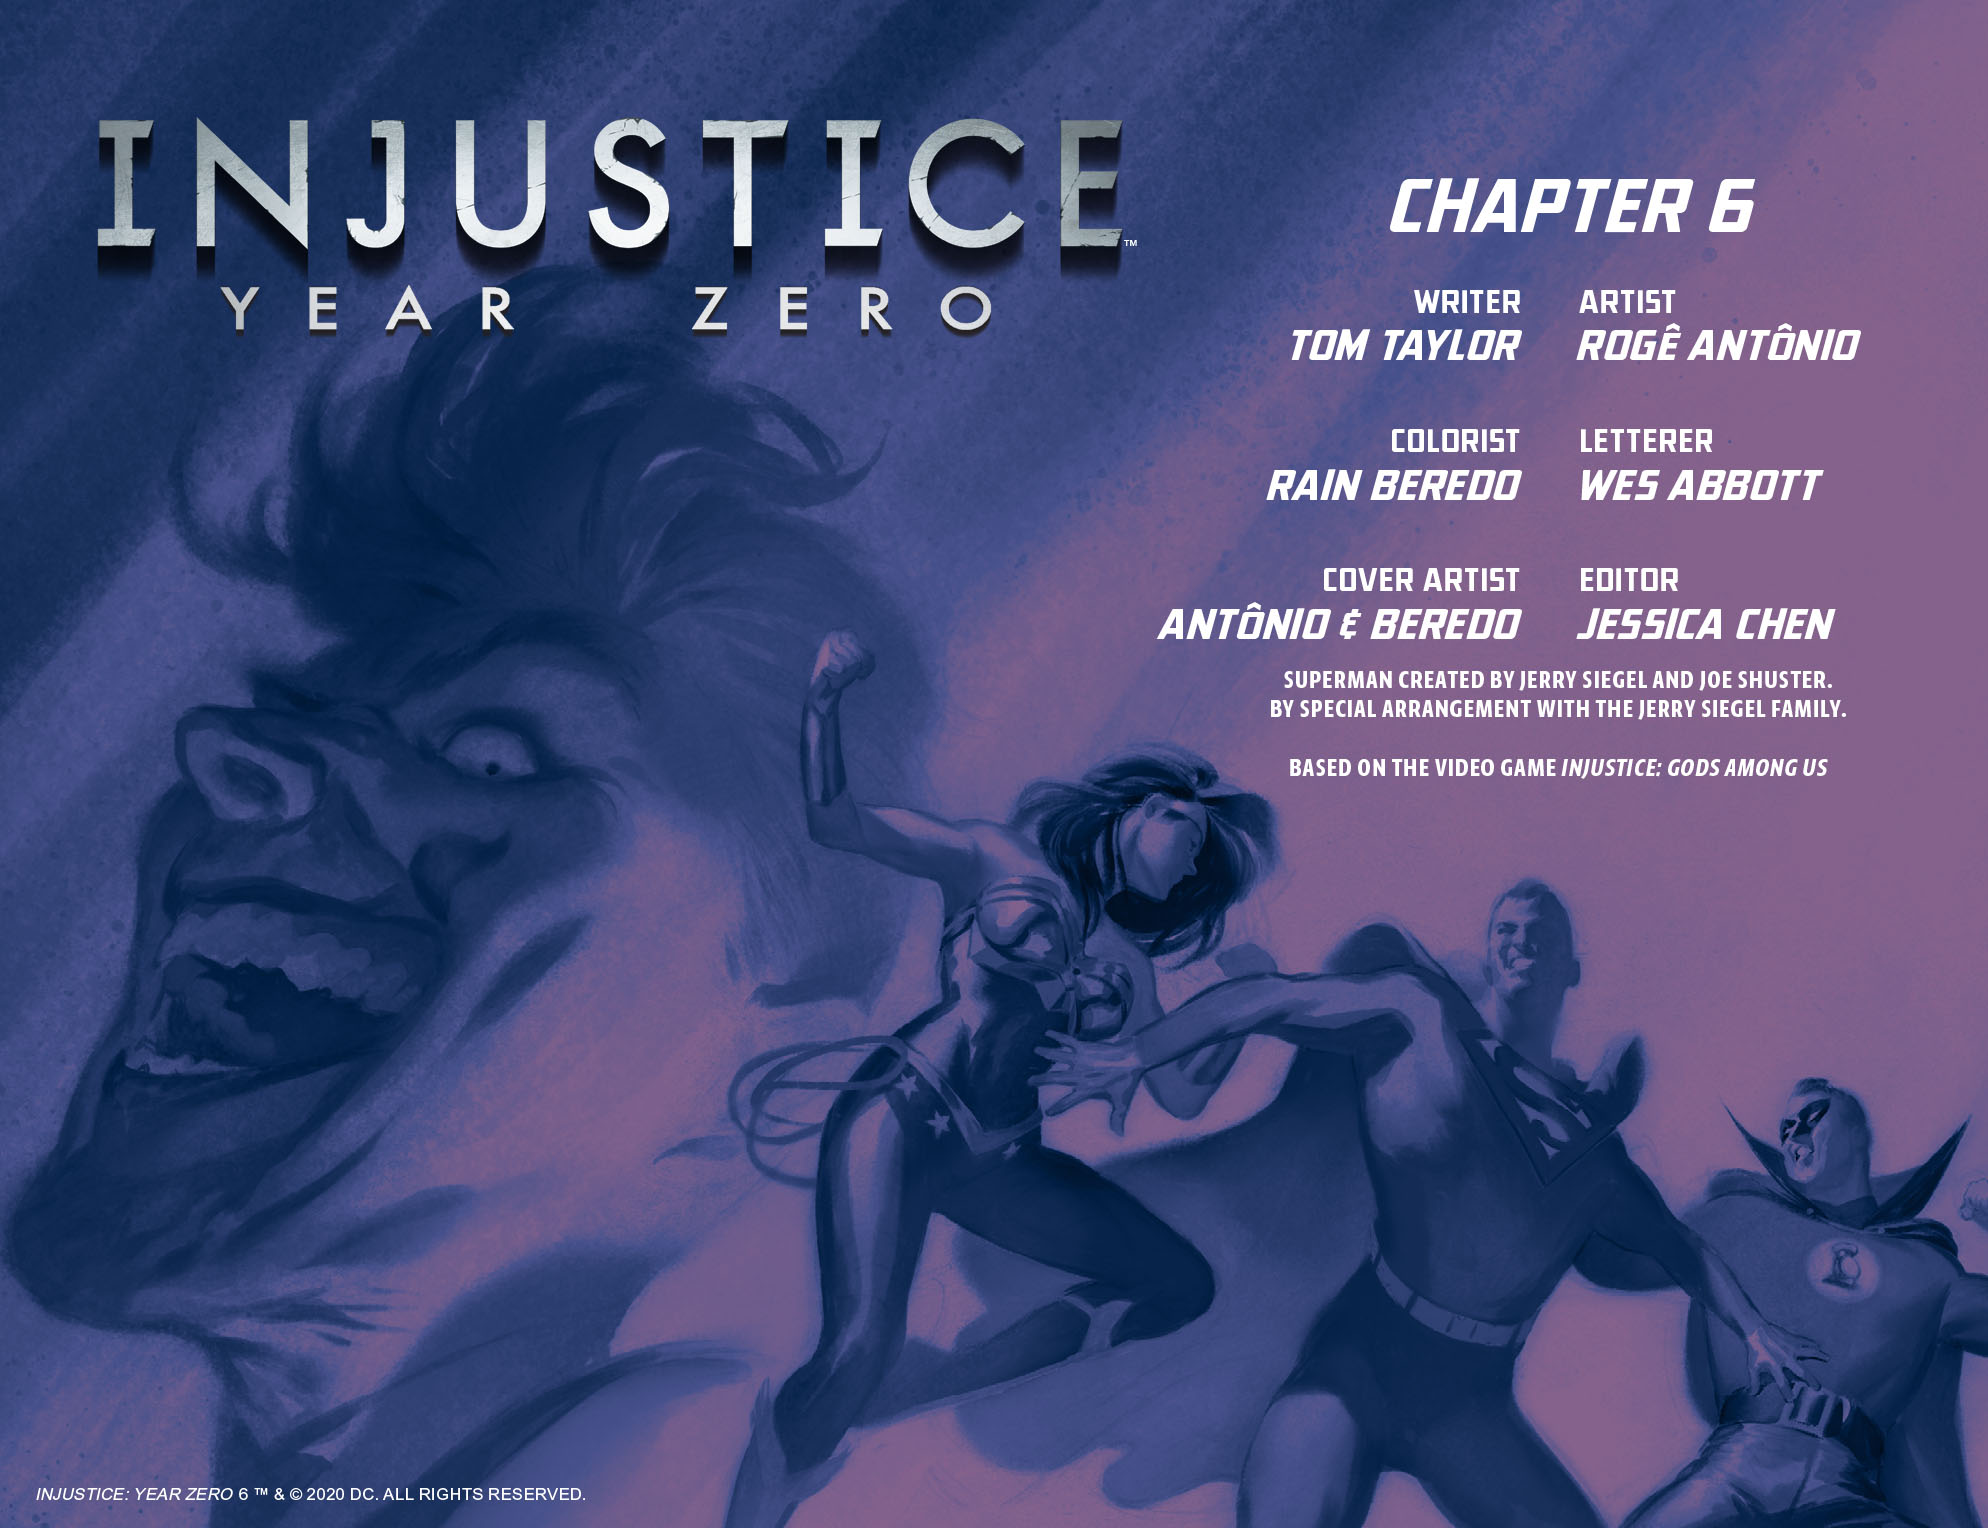 INJUSTICE™
YEAR ZERO
CHAPTER 6
WRITER
TOM TAYLOR
ARTIST
ROGÊ ANTÔNIO
COLORIST
RAIN BEREDO
LETTERER
WES ABBOTT
COVER ARTIST
ANTÔNIO & BEREDO
EDITOR
JESSICA CHEN
SUPERMAN CREATED BY JERRY SIEGEL AND JOE SHUSTER.
BY SPECIAL ARRANGEMENT WITH THE JERRY SIEGEL FAMILY.
BASED ON THE VIDEO GAME INJUSTICE: GODS AMONG US
INJUSTICE: YEAR ZERO 6 ™ & © 2020 DC. ALL RIGHTS RESERVED.